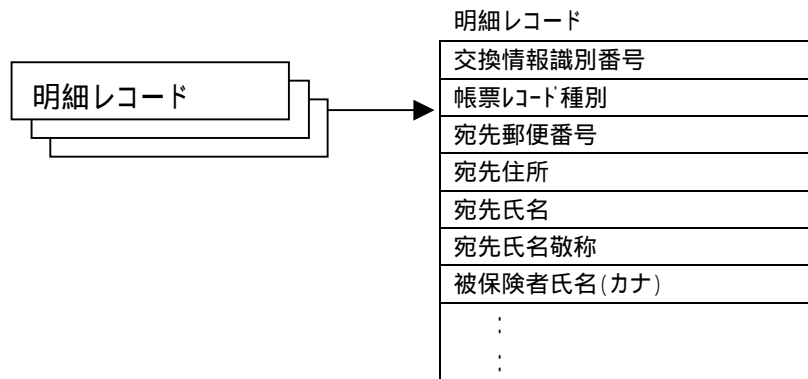 明細レコード
明細レコード
交換情報識別番号
帳票ﾚｺｰﾄﾞ種別
宛先郵便番号
宛先住所
宛先氏名
宛先氏名敬称
被保険者氏名(カナ)
:
: